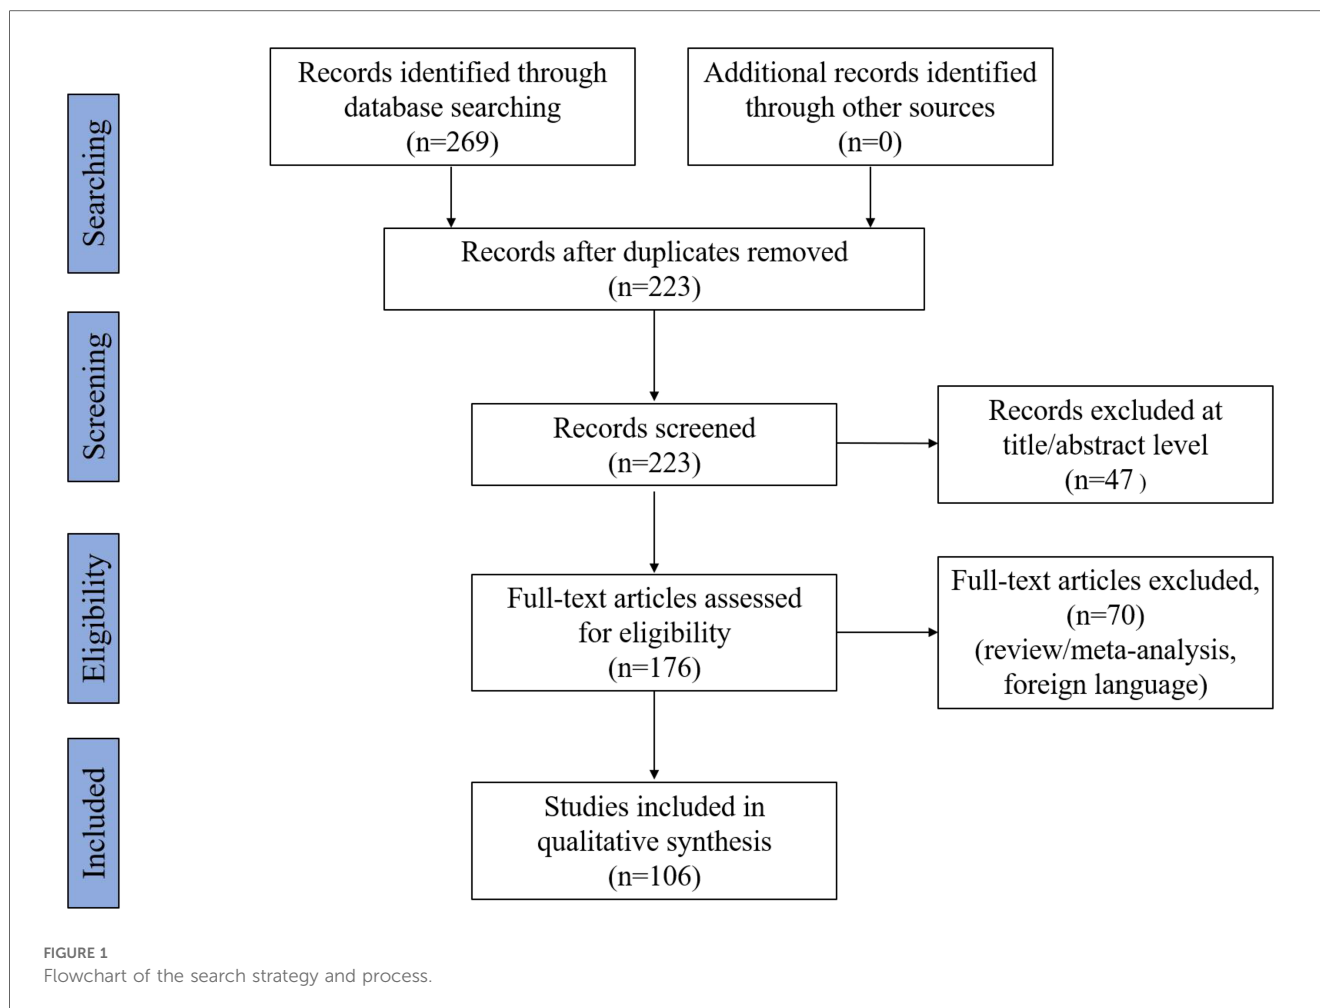 Searching
Records identified through
database searching
(n=269)
Additional records identified
through other sources
(n=0)
Records after duplicates removed
(n=223)
Screening
Records screened
(n=223)
Records excluded at
title/abstract level
(n=47 )
Eligibility
Full-text articles assessed
for eligibility
(n=176)
Full-text articles excluded,
(n=70)
(review/meta-analysis,
foreign language)
Included
Studies included in
qualitative synthesis
(n=106)
FIGURE 1
Flowchart of the search strategy and process.